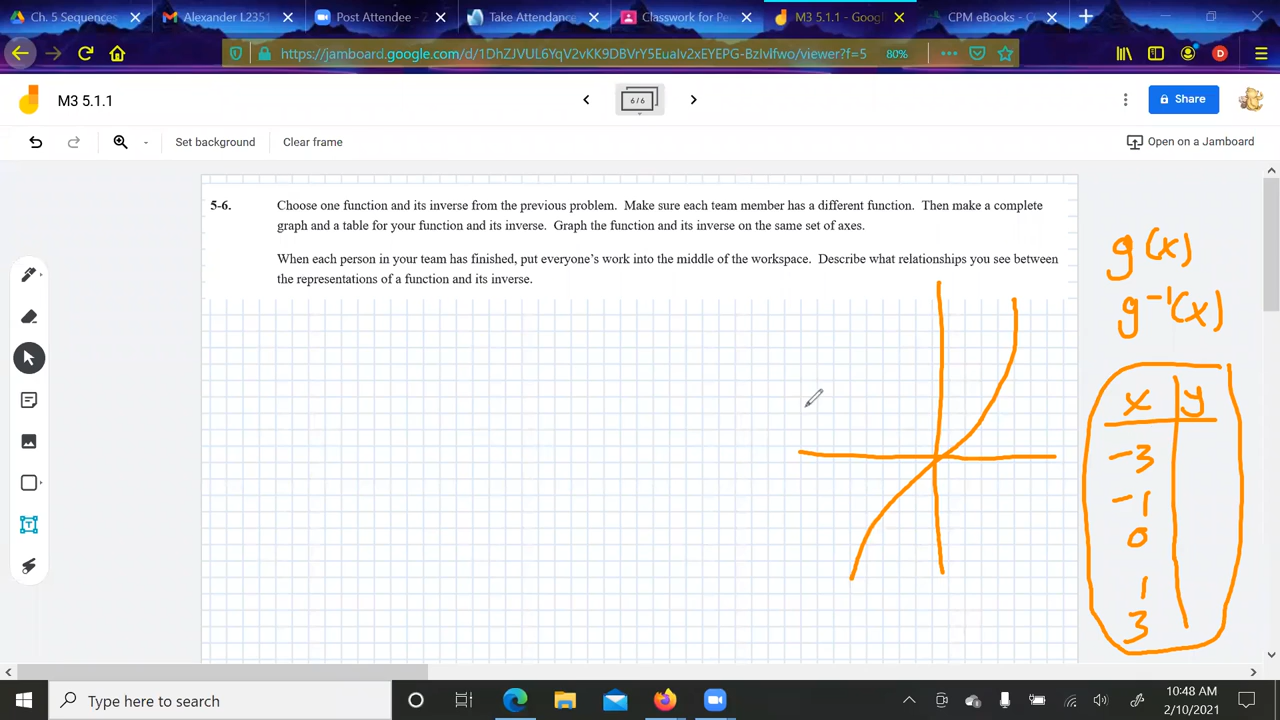 Ch. 5 Sequences
Alexander L2351
Post Attendee - Z
Take Attendanc
Classwork for Pe
M3 5.1.1 - Goog
CPM eBooks - C
https://jamboard.google.com/d/1DhZJVUL6YqV2vKK9DBVrY5EuaIv2xEYEPG-BzIvlfwo/viewer?f=5
80%
M3 5.1.1
6/6
Share
Set background
Clear frame
Open on a Jamboard
5-6. Choose one function and its inverse from the previous problem. Make sure each team member has a different function. Then make a complete
graph and a table for your function and its inverse. Graph the function and its inverse on the same set of axes.
When each person in your team has finished, put everyone's work into the middle of the workspace. Describe what relationships you see between
the representations of a function and its inverse.
g(x)
g⁻¹(x)
x y
-3
-1
0
1
3
Type here to search
10:48 AM
2/10/2021